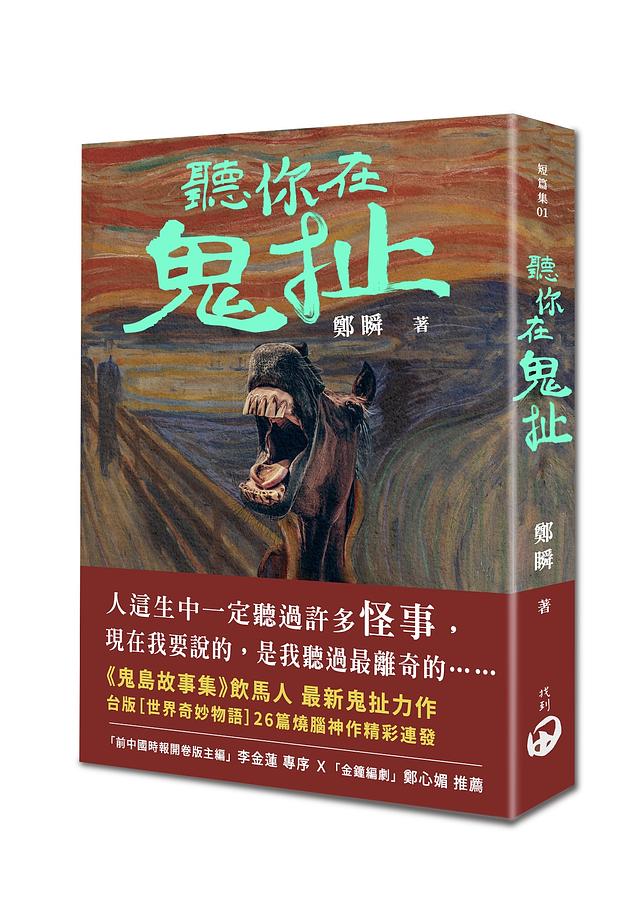 聽你在
鬼扯
鄭瞬 著
人這生中一定聽過許多怪事，
現在我要說的，是我聽過最離奇的……
《鬼島故事集》飲馬人 最新鬼扯力作
台版［世界奇妙物語］26篇燒腦神作精彩連發
「前中國時報開卷版主編」李金蓮 專序 X「金鐘編劇」鄭心媚 推薦
短篇集01
聽你在鬼扯
鄭瞬 著
找到
田